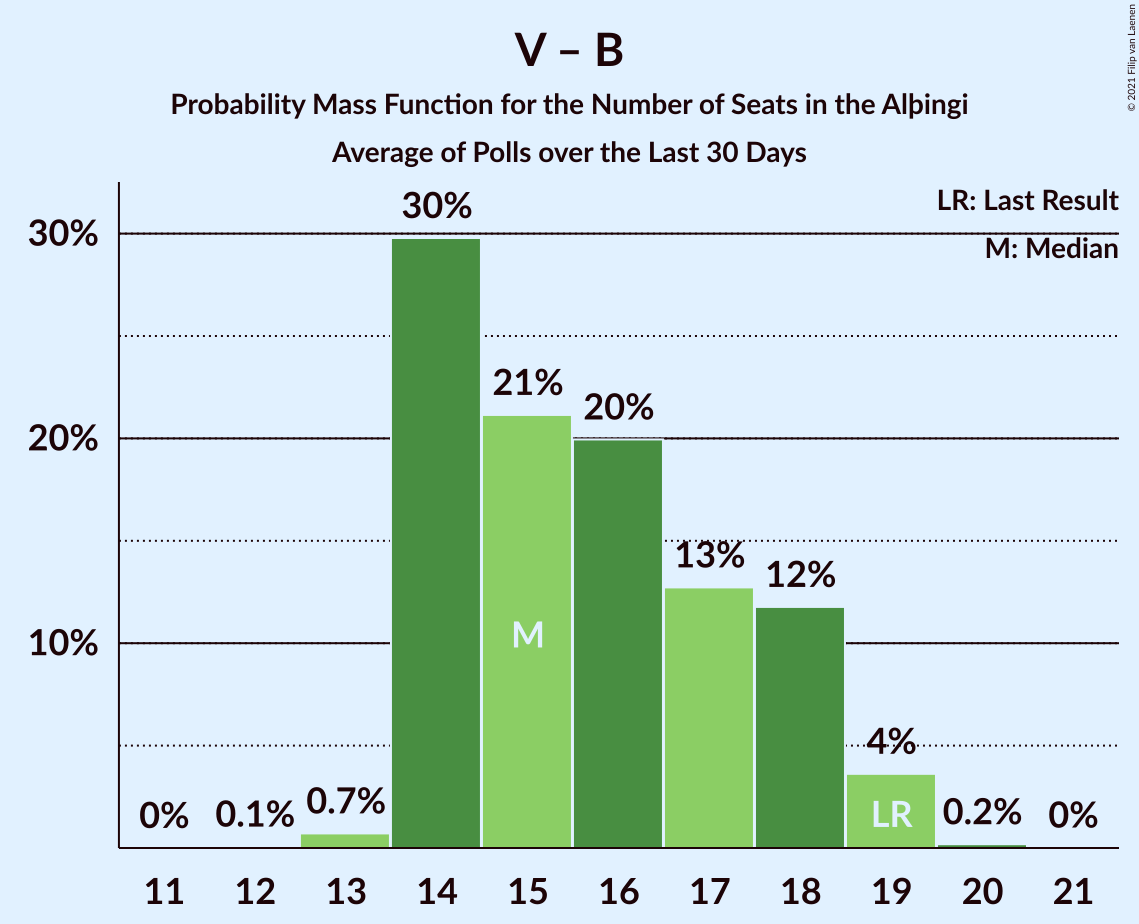 V – B
Probability Mass Function for the Number of Seats in the Alþingi
Average of Polls over the Last 30 Days
© 2021 Filip van Laenen
LR: Last Result
M: Median
30%
20%
10%
0%
0.1%
0.7%
30%
21%
20%
13%
12%
4%
0.2%
0%
M
LR
11 12 13 14 15 16 17 18 19 20 21